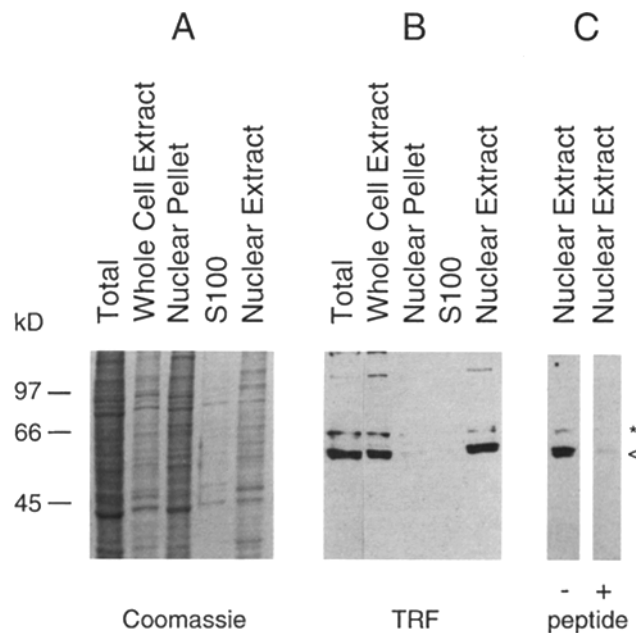 A B C
Total
Whole Cell Extract
Nuclear Pellet
S100
Nuclear Extract
Total
Whole Cell Extract
Nuclear Pellet
S100
Nuclear Extract
Nuclear Extract
Nuclear Extract
kD
97
66
*
<
45
- +
Coomassie TRF peptide